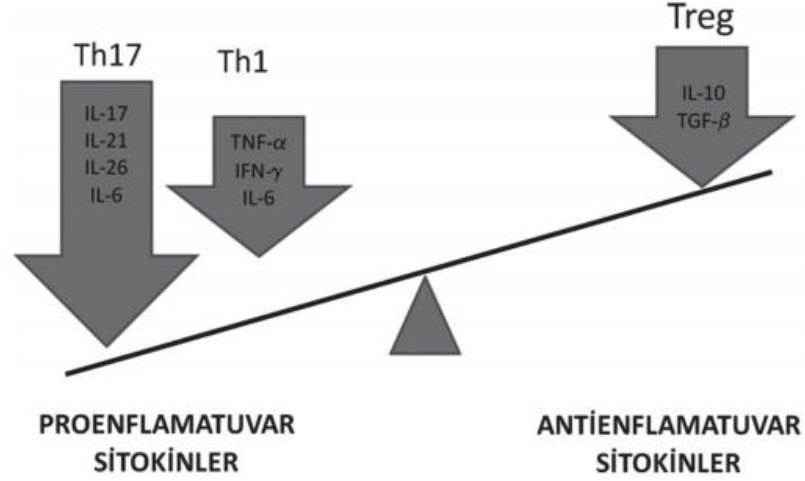 Th17
IL-17
IL-21
IL-26
IL-6
Th1
TNF-α
IFN-γ
IL-6
Treg
IL-10
TGF-β
PROENFLAMATUVAR
SİTOKİNLER
ANTİENFLAMATUVAR
SİTOKİNLER